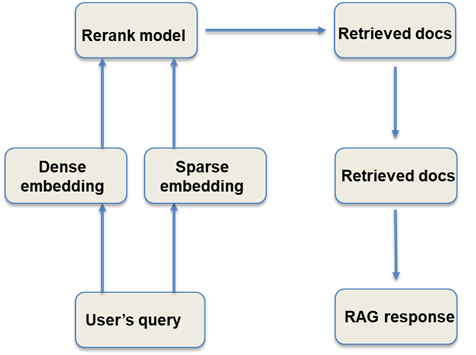 Rerank model
Retrieved docs
Dense
embedding
Sparse
embedding
Retrieved docs
User's query
RAG response